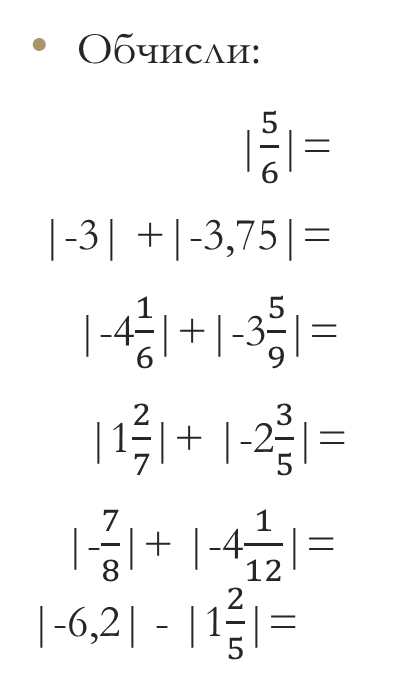 • Обчисли:
|5/6|=
|-3| +|-3,75|=
|-4 1/6|+|-3 5/9|=
|1 2/7|+ |-2 3/5|=
|-7/8|+ |-4 1/12|=
|-6,2| - |1 2/5|=